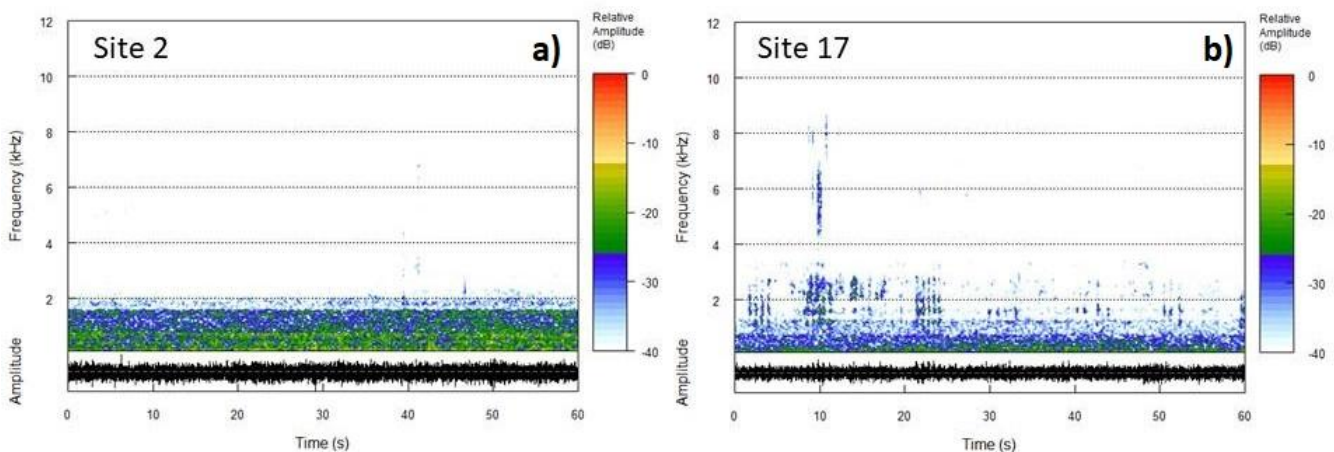 Site 2
a)
Relative
Amplitude
(dB)
12
10
8
6
4
2
Frequency (kHz)
Amplitude
0
-10
-20
-30
-40
0 10 20 30 40 50 60
Time (s)
Site 17
b)
Relative
Amplitude
(dB)
12
10
8
6
4
2
Frequency (kHz)
Amplitude
0
-10
-20
-30
-40
0 10 20 30 40 50 60
Time (s)